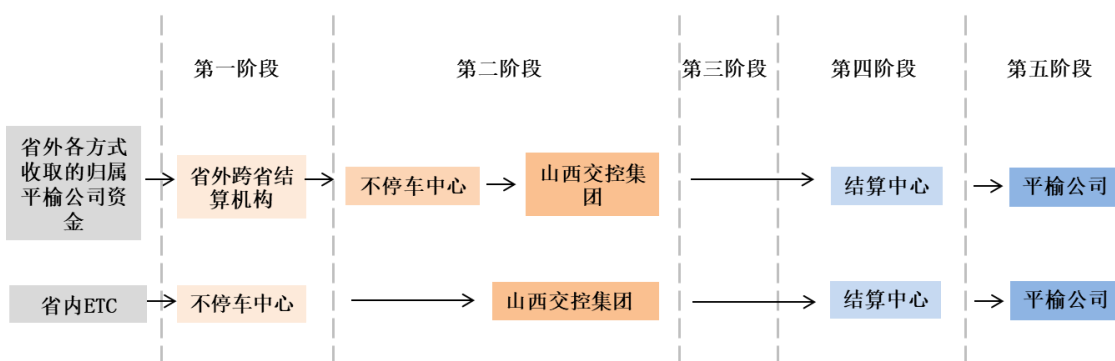 第一阶段
第二阶段
第三阶段
第四阶段
第五阶段
省外各方式
收取的归属
平榆公司资
金
省外跨省结
算机构
不停车中心
山西交控集
团
结算中心
平榆公司
省内ETC
不停车中心
山西交控集团
结算中心
平榆公司